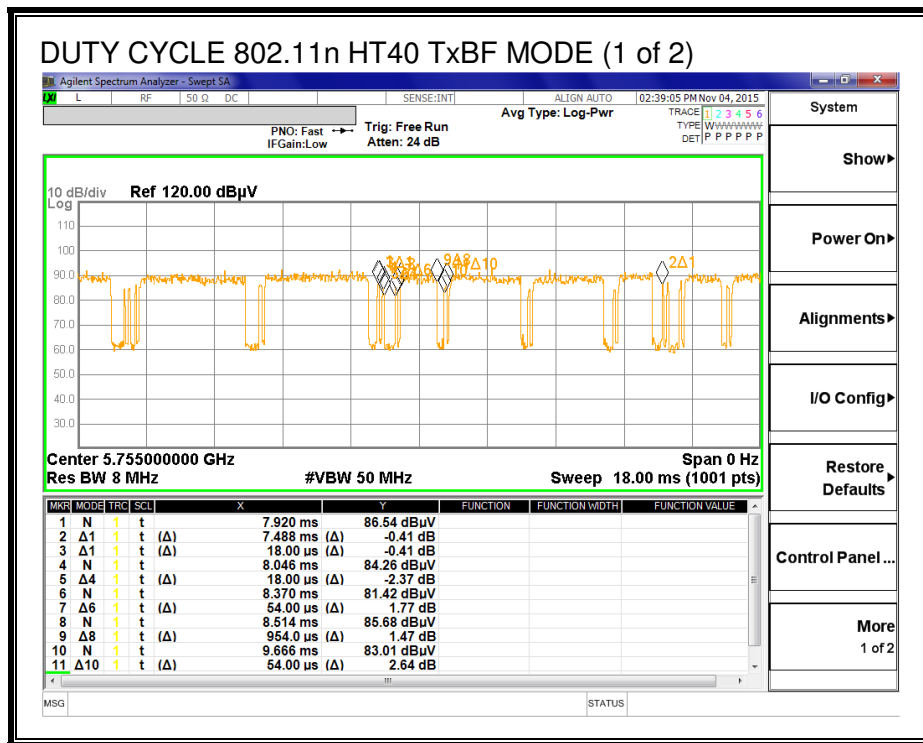 DUTY CYCLE 802.11n HT40 TxBF MODE (1 of 2)
Agilent Spectrum Analyzer - Swept SA
LXI L RF 50 Ω DC SENSE:INT ALIGN AUTO 02:39:05 PM Nov 04, 2015
Avg Type: Log-Pwr
TRACE 1 2 3 4 5 6
PNO: Fast Trig: Free Run
TYPE WWWWWW
IFGain:Low Atten: 24 dB
DET P P P P P P
10 dB/div Ref 120.00 dBµV
Log
110
100
90.0
80.0
70.0
60.0
50.0
40.0
30.0
9Δ8
Δ10
2Δ1
Center 5.755000000 GHz Span 0 Hz
Res BW 8 MHz #VBW 50 MHz Sweep 18.00 ms (1001 pts)
MKR MODE TRC SCL X Y FUNCTION FUNCTION WIDTH FUNCTION VALUE
1 N 1 t 7.920 ms 86.54 dBµV
2 Δ1 1 t (Δ) 7.488 ms (Δ) -0.41 dB
3 Δ1 1 t (Δ) 18.00 µs (Δ) -0.41 dB
4 N 1 t 8.046 ms 84.26 dBµV
5 Δ4 1 t (Δ) 18.00 µs (Δ) -2.37 dB
6 N 1 t 8.370 ms 81.42 dBµV
7 Δ6 1 t (Δ) 54.00 µs (Δ) 1.77 dB
8 N 1 t 8.514 ms 85.68 dBµV
9 Δ8 1 t (Δ) 954.0 µs (Δ) 1.47 dB
10 N 1 t 9.666 ms 83.01 dBµV
11 Δ10 1 t (Δ) 54.00 µs (Δ) 2.64 dB
MSG STATUS
System
Show
Power On
Alignments
I/O Config
Restore
Defaults
Control Panel ...
More
1 of 2